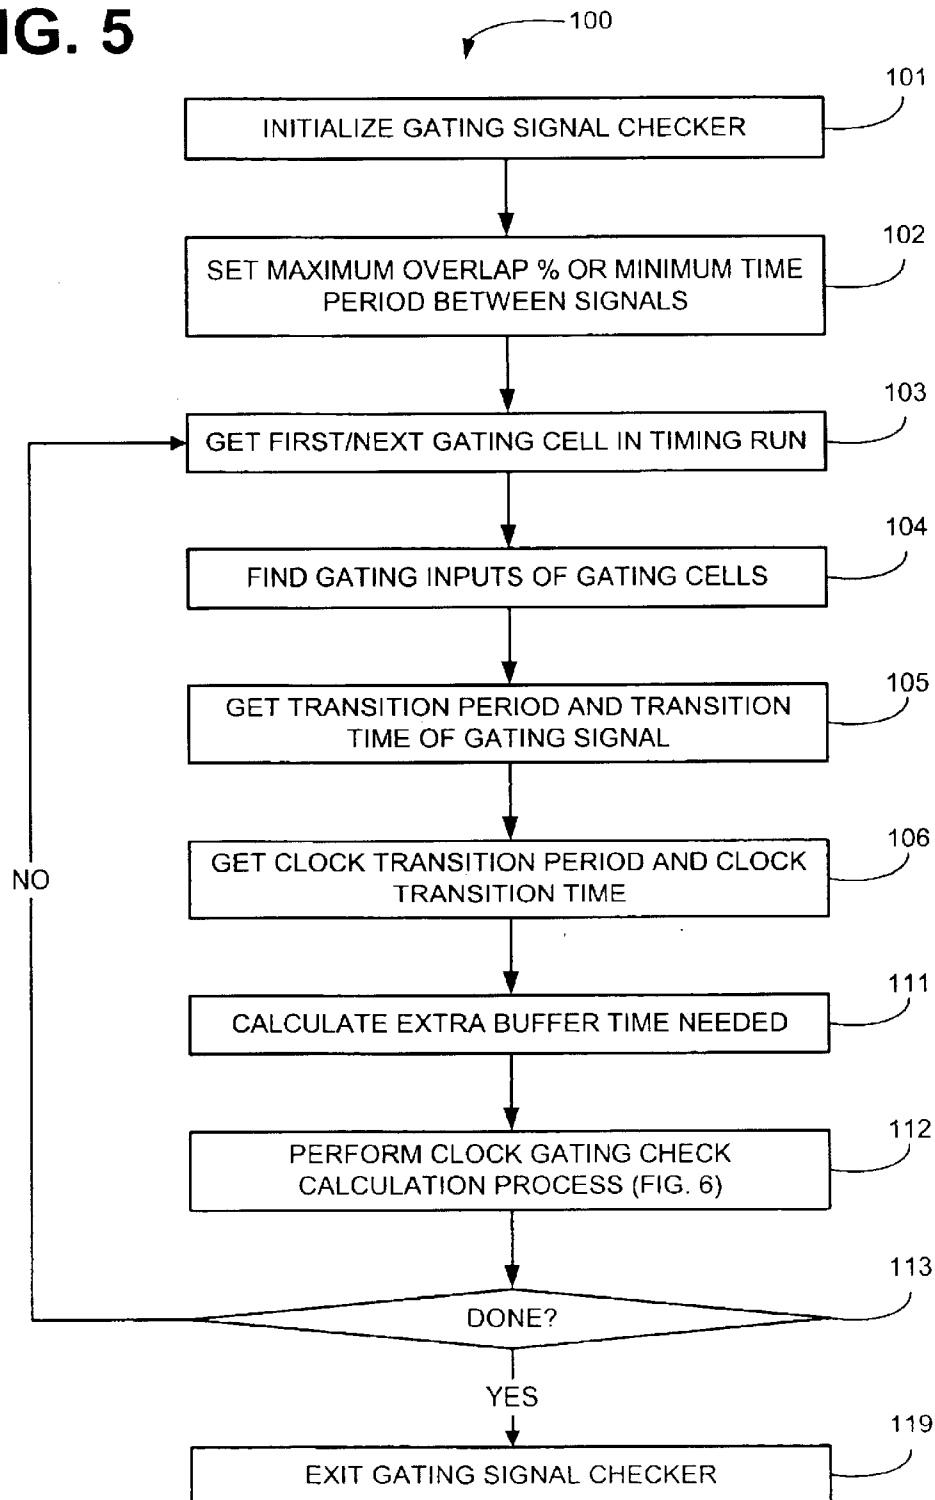 IG. 5
100
101
INITIALIZE GATING SIGNAL CHECKER
102
SET MAXIMUM OVERLAP % OR MINIMUM TIME
PERIOD BETWEEN SIGNALS
103
GET FIRST/NEXT GATING CELL IN TIMING RUN
104
FIND GATING INPUTS OF GATING CELLS
105
GET TRANSITION PERIOD AND TRANSITION
TIME OF GATING SIGNAL
106
GET CLOCK TRANSITION PERIOD AND CLOCK
TRANSITION TIME
NO
111
CALCULATE EXTRA BUFFER TIME NEEDED
112
PERFORM CLOCK GATING CHECK
CALCULATION PROCESS (FIG. 6)
113
DONE?
YES
119
EXIT GATING SIGNAL CHECKER